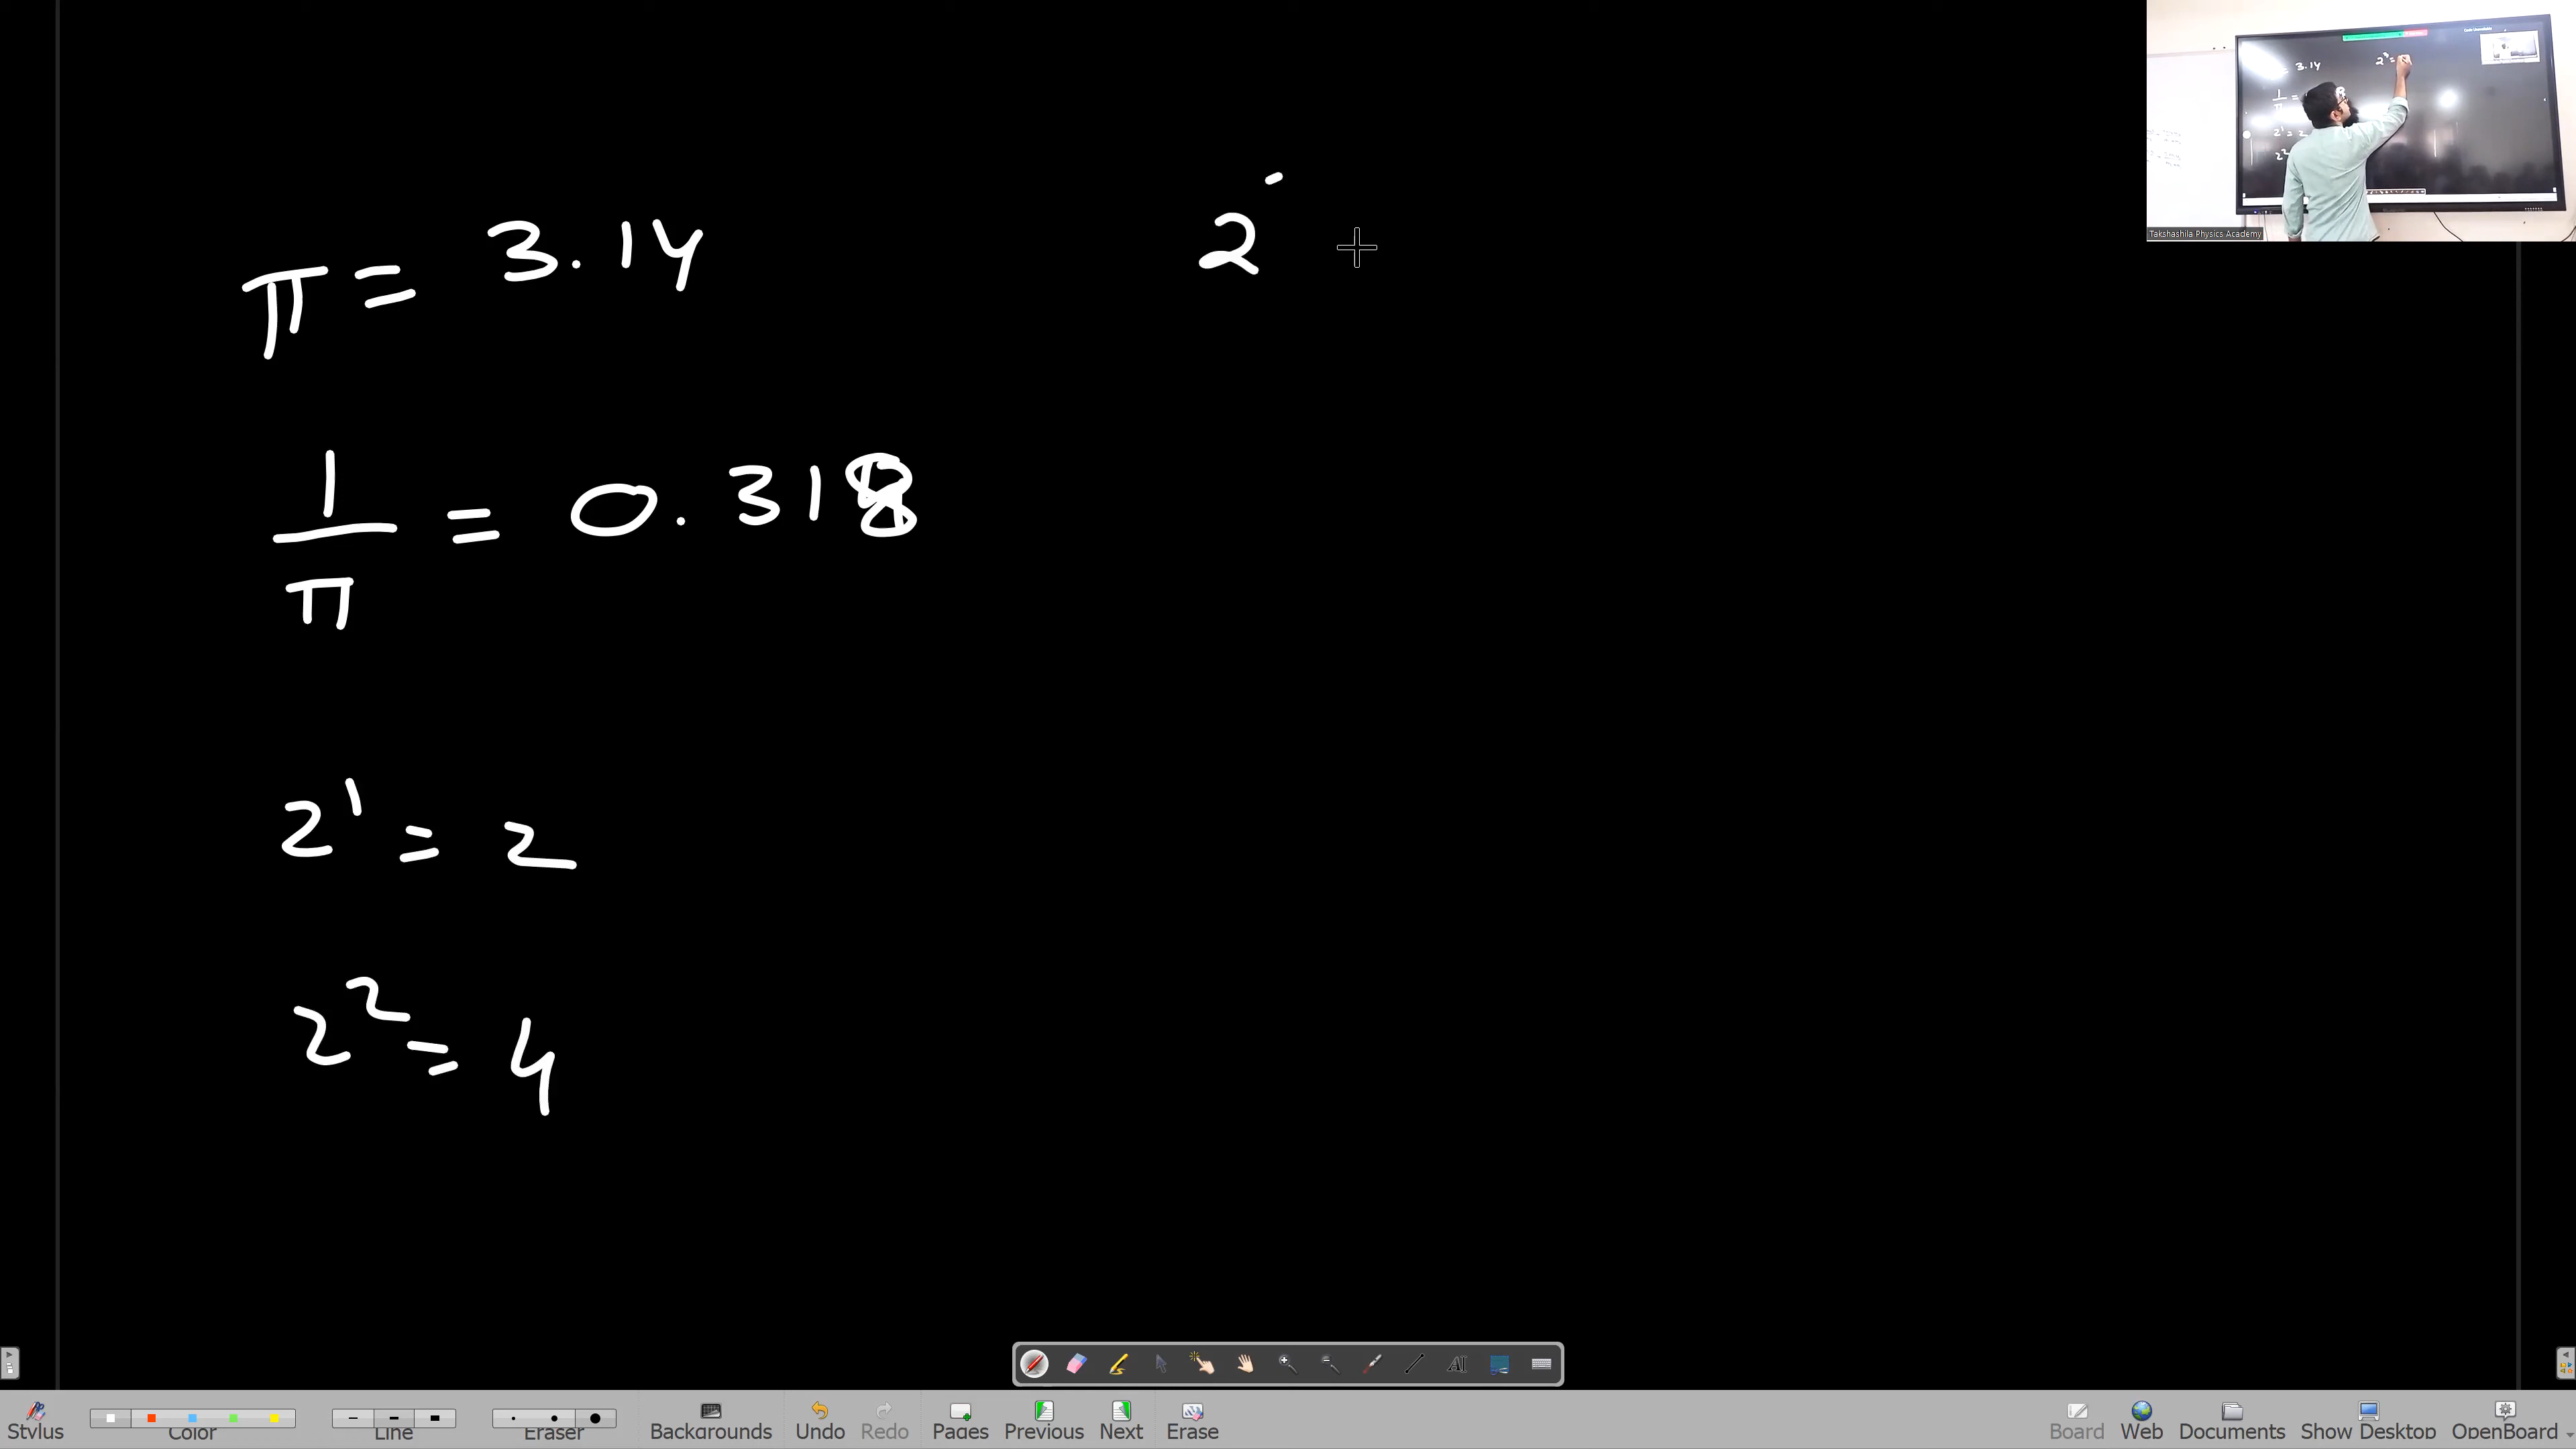 π = 3.14
1/π = 0.318
2¹ = 2
2² = 4
2
Takshashila Physics Academy
Stylus Color Line Eraser Backgrounds Undo Redo Pages Previous Next Erase Board Web Documents Show Desktop OpenBoard